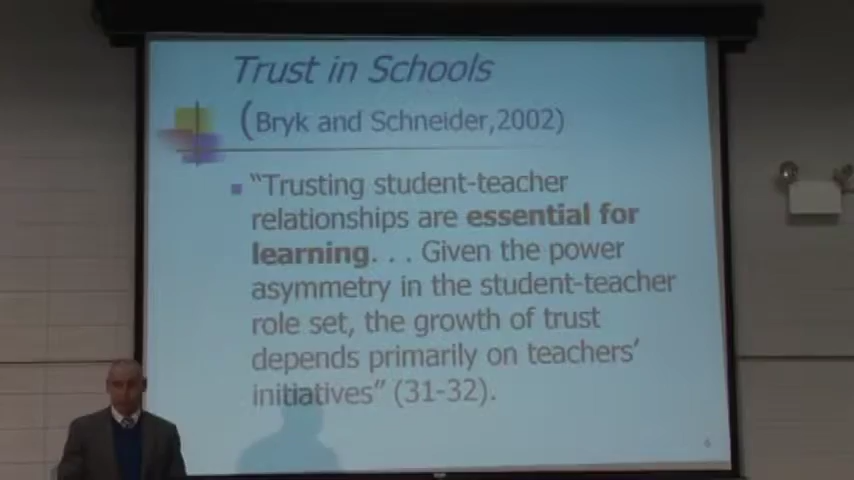 Trust in Schools
(Bryk and Schneider,2002)
“Trusting student-teacher
relationships are essential for
learning. . . Given the power
asymmetry in the student-teacher
role set, the growth of trust
depends primarily on teachers’
initiatives” (31-32).